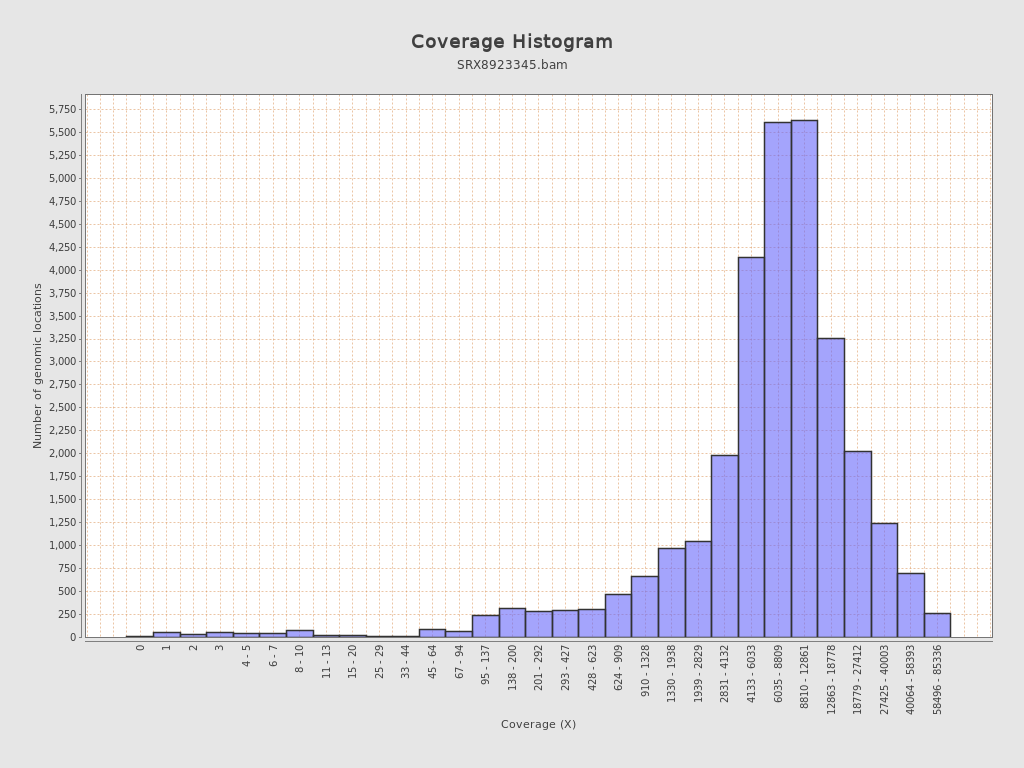 Coverage Histogram
SRX8923345.bam
5,750
5,500
5,250
5,000
4,750
4,500
4,250
4,000
3,750
3,500
3,250
3,000
2,750
2,500
2,250
2,000
1,750
1,500
1,250
1,000
750
500
250
0
Number of genomic locations
0
1
2
3
4 - 5
6 - 7
8 - 10
11 - 13
15 - 20
25 - 29
33 - 44
45 - 64
67 - 94
95 - 137
138 - 200
201 - 292
293 - 427
428 - 623
624 - 909
910 - 1328
1330 - 1938
1939 - 2829
2831 - 4132
4133 - 6033
6035 - 8809
8810 - 12861
12863 - 18778
18779 - 27412
27425 - 40003
40064 - 58393
58496 - 85336
Coverage (X)